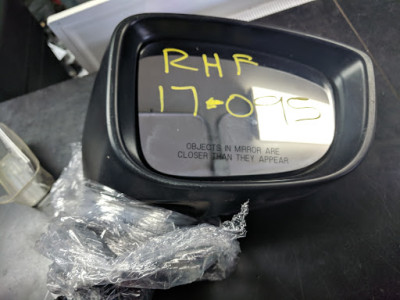 RHF
17-095
OBJECTS IN MIRROR ARE
CLOSER THAN THEY APPEAR